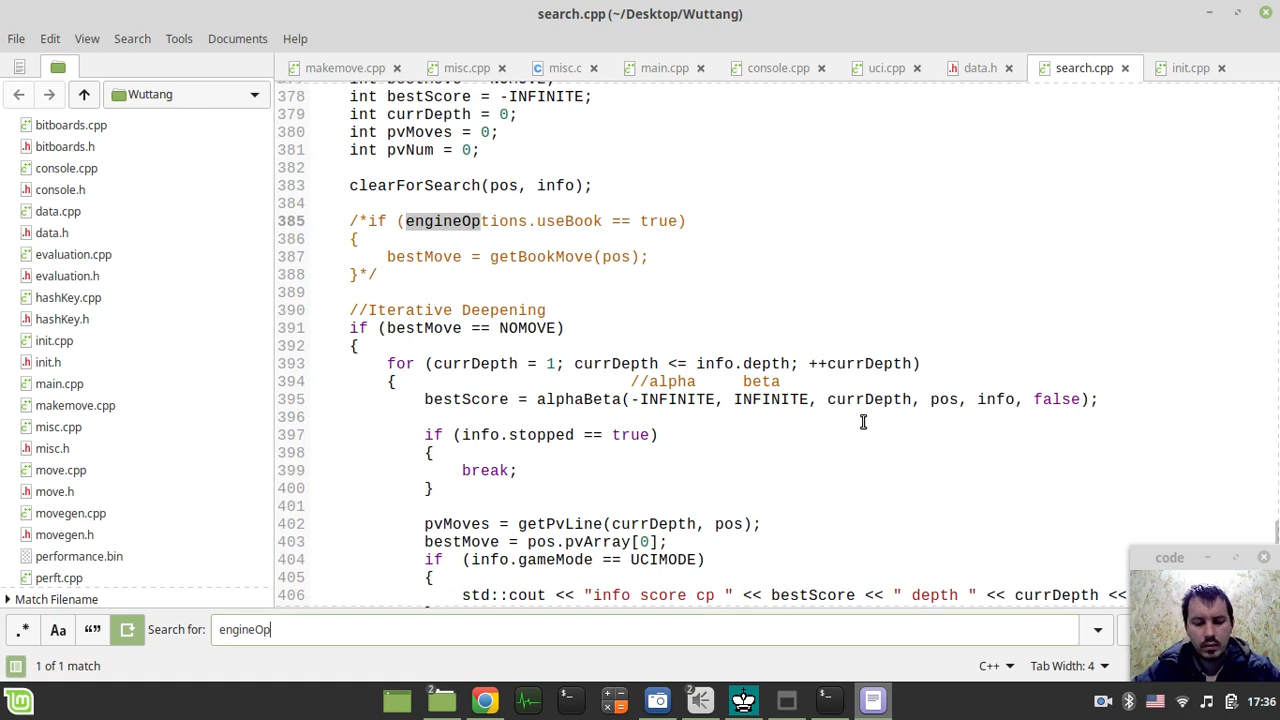 search.cpp (~/Desktop/Wuttang)
File Edit View Search Tools Documents Help
makemove.cpp misc.cpp misc.c main.cpp console.cpp uci.cpp data.h search.cpp init.cpp
Wuttang
bitboards.cpp
bitboards.h
console.cpp
console.h
data.cpp
data.h
evaluation.cpp
evaluation.h
hashKey.cpp
hashKey.h
init.cpp
init.h
main.cpp
makemove.cpp
misc.cpp
misc.h
move.cpp
move.h
movegen.cpp
movegen.h
performance.bin
perft.cpp
Match Filename
378 int bestScore = -INFINITE;
379 int currDepth = 0;
380 int pvMoves = 0;
381 int pvNum = 0;
382
383 clearForSearch(pos, info);
384
385 /*if (engineOptions.useBook == true)
386 {
387 bestMove = getBookMove(pos);
388 }*/
389
390 //Iterative Deepening
391 if (bestMove == NOMOVE)
392 {
393 for (currDepth = 1; currDepth <= info.depth; ++currDepth)
394 { //alpha beta
395 bestScore = alphaBeta(-INFINITE, INFINITE, currDepth, pos, info, false);
396
397 if (info.stopped == true)
398 {
399 break;
400 }
401
402 pvMoves = getPvLine(currDepth, pos);
403 bestMove = pos.pvArray[0];
404 if (info.gameMode == UCIMODE)
405 {
406 std::cout << "info score cp " << bestScore << " depth " << currDepth <<
code
.* Aa “” Search for: engineOp
1 of 1 match C++ Tab Width: 4
2 2 17:36